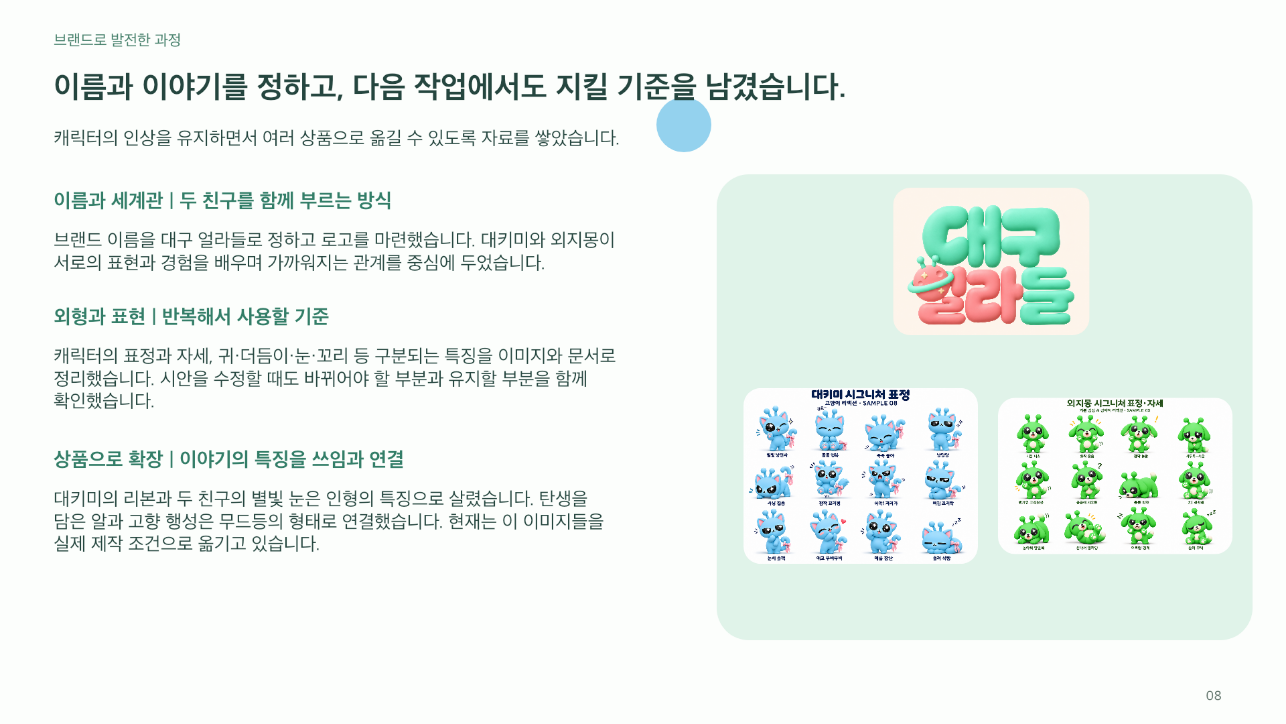 브랜드로 발전한 과정
이름과 이야기를 정하고, 다음 작업에서도 지킬 기준을 남겼습니다.
캐릭터의 인상을 유지하면서 여러 상품으로 옮길 수 있도록 자료를 쌓았습니다.
이름과 세계관 | 두 친구를 함께 부르는 방식
브랜드 이름을 대구 얼라들로 정하고 로고를 마련했습니다. 대키미와 외지몽이
서로의 표현과 경험을 배우며 가까워지는 관계를 중심에 두었습니다.
외형과 표현 | 반복해서 사용할 기준
캐릭터의 표정과 자세, 귀·더듬이·눈·꼬리 등 구분되는 특징을 이미지와 문서로
정리했습니다. 시안을 수정할 때도 바뀌어야 할 부분과 유지할 부분을 함께
확인했습니다.
상품으로 확장 | 이야기의 특징을 쓰임과 연결
대키미의 리본과 두 친구의 별빛 눈은 인형의 특징으로 살렸습니다. 탄생을
담은 알과 고향 행성은 무드등의 형태로 연결했습니다. 현재는 이 이미지들을
실제 제작 조건으로 옮기고 있습니다.
대구
얼라들
대키미 시그니처 표정
고양이 리액션 - SAMPLE 08
외지몽 시그니처 표정·자세
08